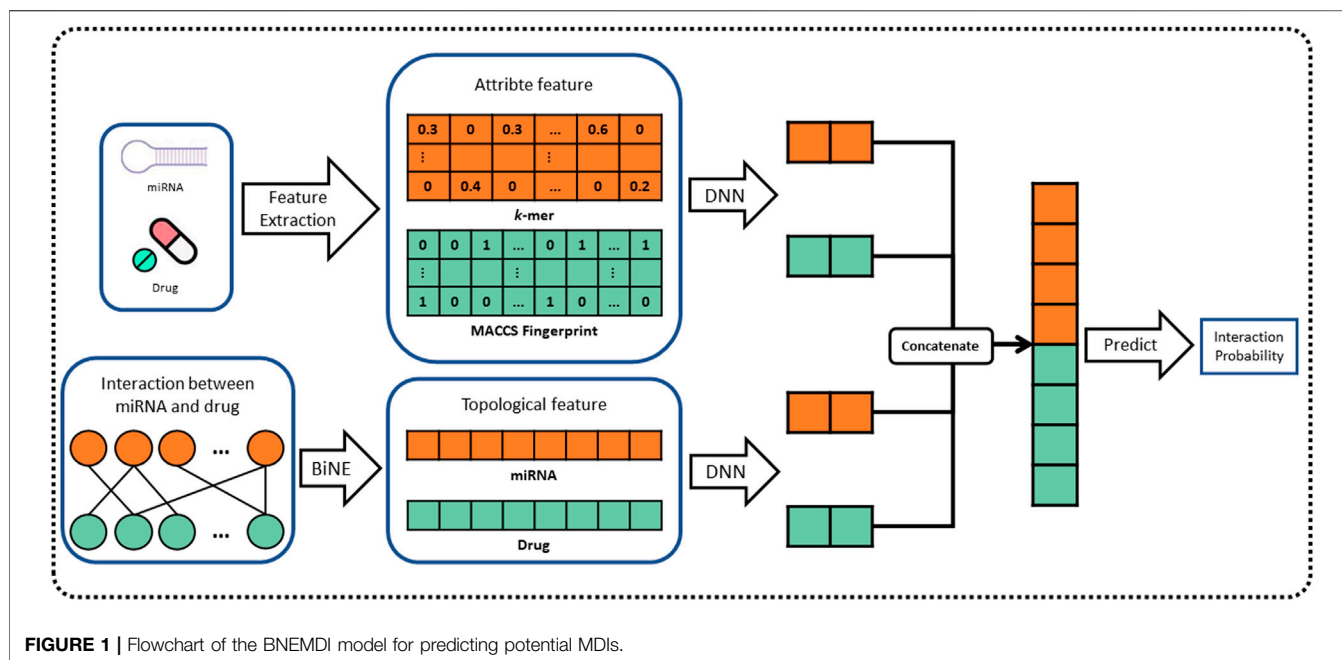 miRNA
Drug
Feature
Extraction
Attribte feature
0.3 0 0.3 ... 0.6 0
⋮ ⋮
0 0.4 0 ... 0 0.2
k-mer
0 0 1 ... 0 1 ... 1
⋮ ⋮ ⋮
1 0 0 ... 1 0 ... 0
MACCS Fingerprint
DNN
Interaction between
miRNA and drug
...
...
BiNE
Topological feature
miRNA
Drug
DNN
Concatenate
Predict
Interaction
Probability
FIGURE 1 | Flowchart of the BNEMDI model for predicting potential MDIs.